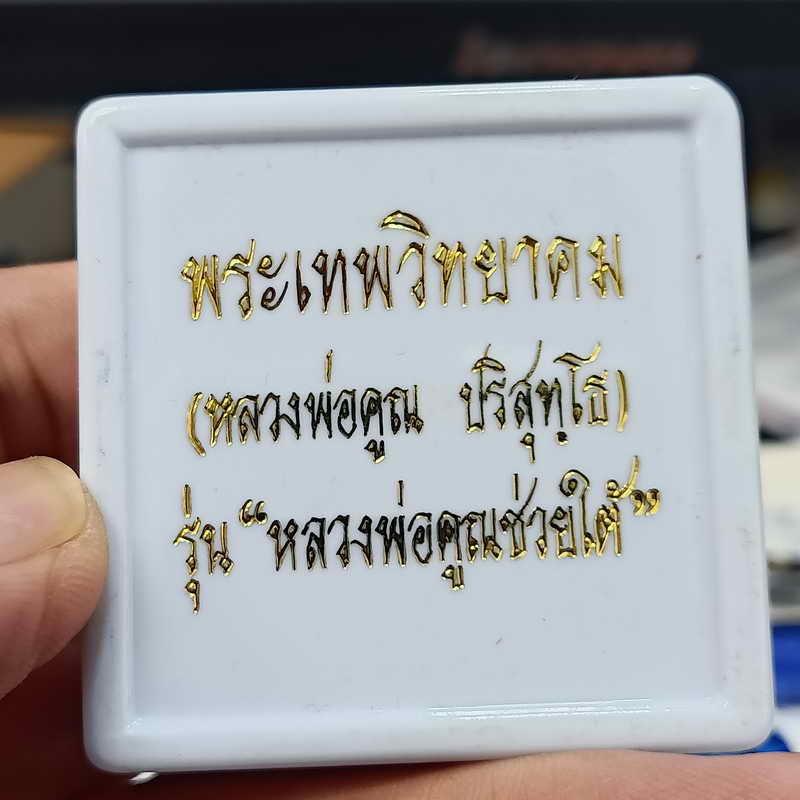 พระเทพวิทยาคม
(หลวงพ่อคูณ ปริสุทฺโธ)
รุ่น “หลวงพ่อคูณช่วยใต้”